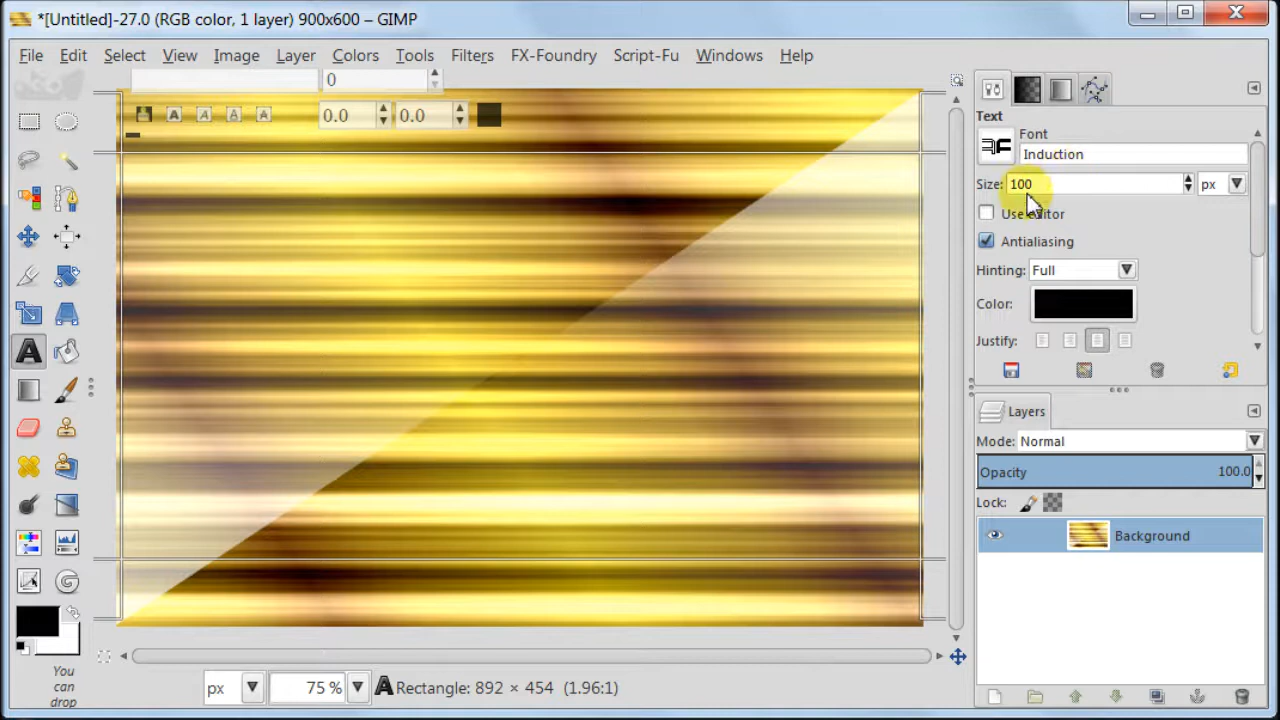 *[Untitled]-27.0 (RGB color, 1 layer) 900x600 – GIMP
File Edit Select View Image Layer Colors Tools Filters FX-Foundry Script-Fu Windows Help
0
0.0 0.0
Text
Font
Induction
Size: 100 px
Use editor
Antialiasing
Hinting: Full
Color:
Justify:
Layers
Mode: Normal
Opacity 100.0
Lock:
Background
You
can
drop
px 75 % Rectangle: 892 × 454 (1.96:1)